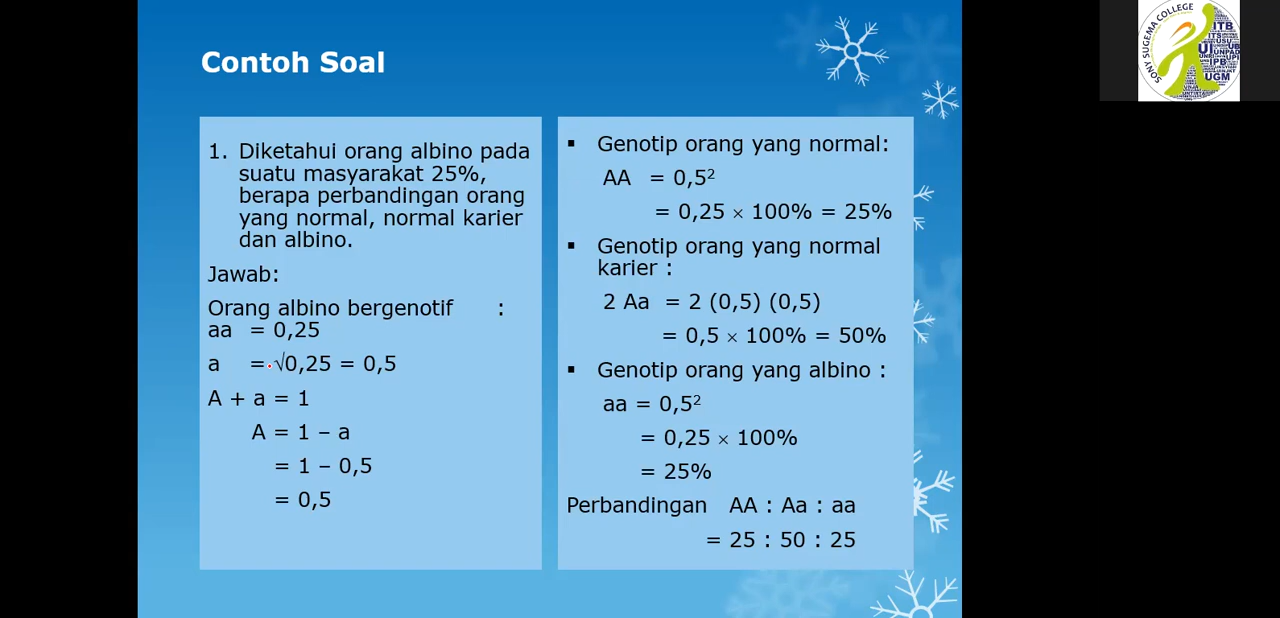 Contoh Soal
1. Diketahui orang albino pada
suatu masyarakat 25%,
berapa perbandingan orang
yang normal, normal karier
dan albino.
Jawab:
Orang albino bergenotif :
aa = 0,25
a = √0,25 = 0,5
A + a = 1
A = 1 – a
= 1 – 0,5
= 0,5
▪ Genotip orang yang normal:
AA = 0,5²
= 0,25 × 100% = 25%
▪ Genotip orang yang normal
karier :
2 Aa = 2 (0,5) (0,5)
= 0,5 × 100% = 50%
▪ Genotip orang yang albino :
aa = 0,5²
= 0,25 × 100%
= 25%
Perbandingan AA : Aa : aa
= 25 : 50 : 25
SONY SUGEMA COLLEGE
ITB
ITS
UI
UB
UNPAD
UPI
IPB
UGM